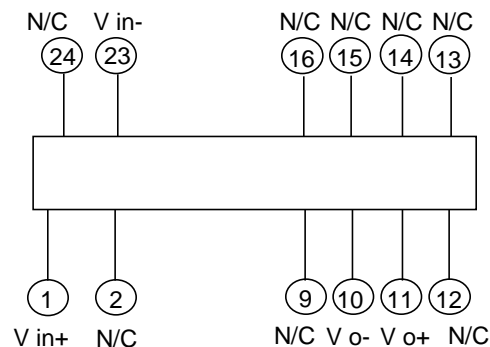 N/C V in- N/C N/C N/C N/C
24 23 16 15 14 13
1 2 9 10 11 12
V in+ N/C N/C V o- V o+ N/C